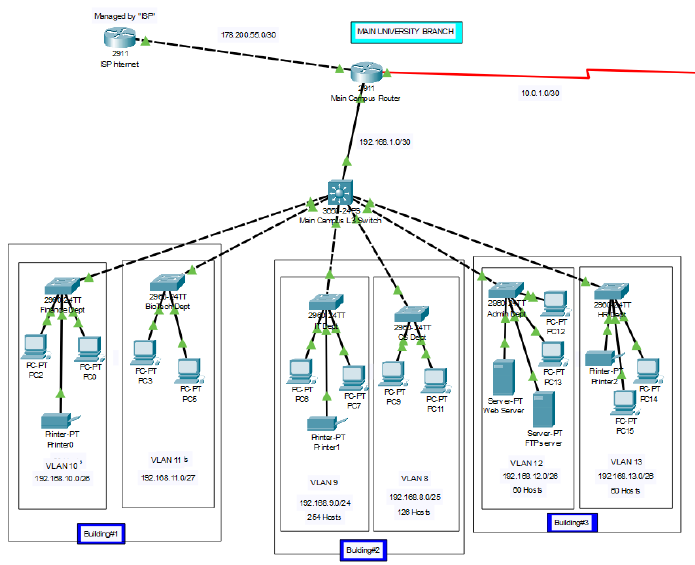 Managed by "ISP"
2911
ISP Internet
178.200.55.0/30
MAIN UNIVERSITY BRANCH
2911
Main Campus Router
10.0.1.0/30
192.168.1.0/30
Main Campus L3 Switch
2960-24TT
Finance Dept
PC-PT
PC2
PC-PT
PC0
Printer-PT
Printer0
VLAN 10
192.168.10.0/26
2960-24TT
BioTech Dept
PC-PT
PC3
PC-PT
PC5
VLAN 11
192.168.11.0/27
Building#1
2960-24TT
IT Dept
PC-PT
PC6
PC-PT
PC7
Printer-PT
Printer1
VLAN 9
192.168.9.0/24
254 Hosts
2960-24TT
CS Dept
PC-PT
PC9
PC-PT
PC11
VLAN 8
192.168.8.0/25
126 Hosts
Building#2
2960-24TT
Admin Dept
PC-PT
PC12
PC-PT
PC13
Server-PT
Web Server
Server-PT
FTP server
VLAN 12
192.168.12.0/26
60 Hosts
2960-24TT
HR Dept
Printer-PT
Printer2
PC-PT
PC14
PC-PT
PC15
VLAN 13
192.168.13.0/26
60 Hosts
Building#3